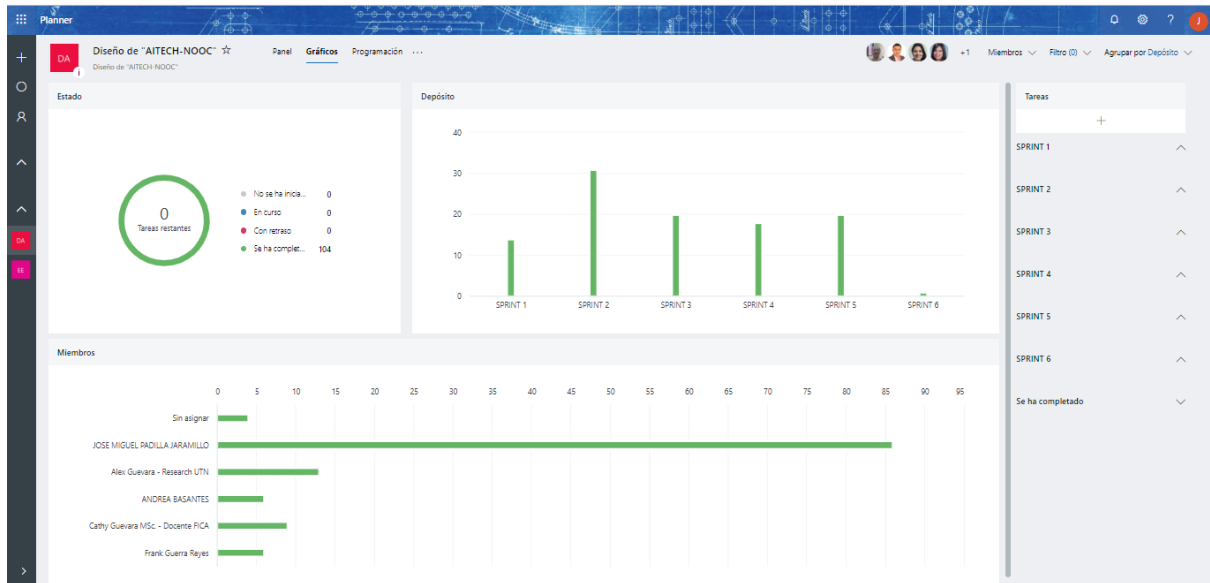 Planner
?
J
DA
Diseño de "AITECH-NOOC"
Panel
Gráficos
Programación
...
+1
Miembros
Filtro (0)
Agrupar por Depósito
i
Diseño de "AITECH-NOOC"
Estado
0
Tareas restantes
No se ha inicia... 0
En curso 0
Con retraso 0
Se ha complet... 104
Depósito
40
30
20
10
0
SPRINT 1 SPRINT 2 SPRINT 3 SPRINT 4 SPRINT 5 SPRINT 6
Miembros
0 5 10 15 20 25 30 35 40 45 50 55 60 65 70 75 80 85 90 95
Sin asignar
JOSE MIGUEL PADILLA JARAMILLO
Alex Guevara - Research UTN
ANDREA BASANTES
Cathy Guevara MSc. - Docente FICA
Frank Guerra Reyes
Tareas
+
SPRINT 1
SPRINT 2
SPRINT 3
SPRINT 4
SPRINT 5
SPRINT 6
Se ha completado
DA
EE